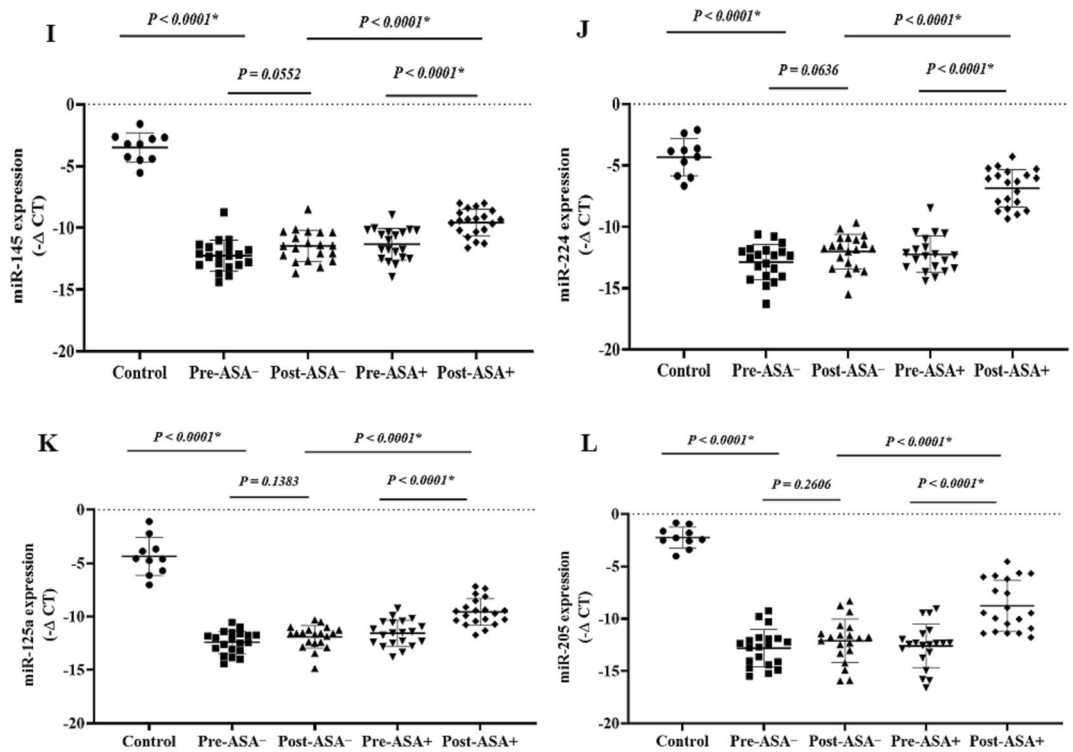 I
P < 0.0001*
P < 0.0001*
P = 0.0552
P < 0.0001*
miR-145 expression
(-Δ CT)
0
-5
-10
-15
-20
Control
Pre-ASA⁻
Post-ASA⁻
Pre-ASA+
Post-ASA+
J
P < 0.0001*
P < 0.0001*
P = 0.0636
P < 0.0001*
miR-224 expression
(-Δ CT)
0
-5
-10
-15
-20
Control
Pre-ASA⁻
Post-ASA⁻
Pre-ASA+
Post-ASA+
K
P < 0.0001*
P < 0.0001*
P = 0.1383
P < 0.0001*
miR-125a expression
(-Δ CT)
0
-5
-10
-15
-20
Control
Pre-ASA⁻
Post-ASA⁻
Pre-ASA+
Post-ASA+
L
P < 0.0001*
P < 0.0001*
P = 0.2606
P < 0.0001*
miR-205 expression
(-Δ CT)
0
-5
-10
-15
-20
Control
Pre-ASA⁻
Post-ASA⁻
Pre-ASA+
Post-ASA+